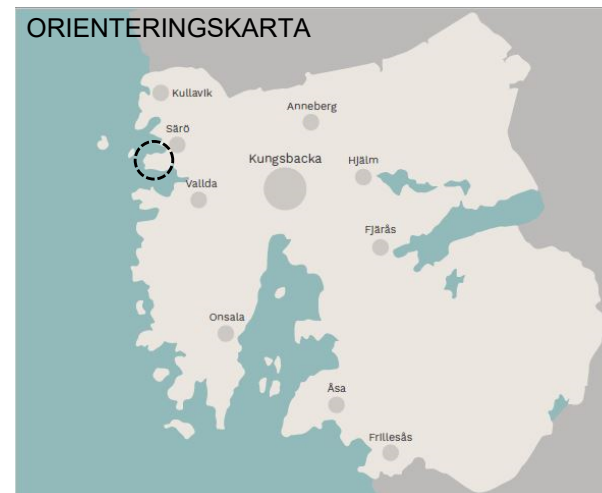 ORIENTERINGSKARTA
Kullavik
Anneberg
Särö
Kungsbacka
Hjälm
Vallda
Fjärås
Onsala
Åsa
Frillesås